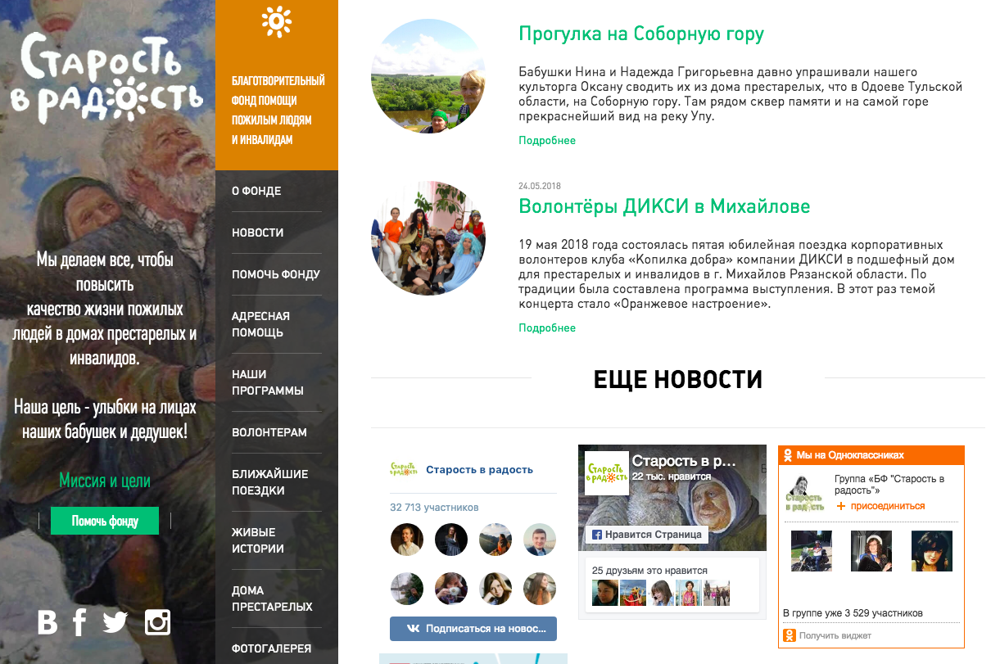 Старость
в радость
Мы делаем все, чтобы
повысить
качество жизни пожилых
людей в домах престарелых и
инвалидов.
Наша цель - улыбки на лицах
наших бабушек и дедушек!
Миссия и цели
Помочь фонду
БЛАГОТВОРИТЕЛЬНЫЙ
ФОНД ПОМОЩИ
ПОЖИЛЫМ ЛЮДЯМ
И ИНВАЛИДАМ
О ФОНДЕ
НОВОСТИ
ПОМОЧЬ ФОНДУ
АДРЕСНАЯ
ПОМОЩЬ
НАШИ
ПРОГРАММЫ
ВОЛОНТЕРАМ
БЛИЖАЙШИЕ
ПОЕЗДКИ
ЖИВЫЕ
ИСТОРИИ
ДОМА
ПРЕСТАРЕЛЫХ
ФОТОГАЛЕРЕЯ
Прогулка на Соборную гору
Бабушки Нина и Надежда Григорьевна давно упрашивали нашего
культорга Оксану сводить их из дома престарелых, что в Одоеве Тульской
области, на Соборную гору. Там рядом сквер памяти и на самой горе
прекраснейший вид на реку Упу.
Подробнее
24.05.2018
Волонтёры ДИКСИ в Михайлове
19 мая 2018 года состоялась пятая юбилейная поездка корпоративных
волонтеров клуба «Копилка добра» компании ДИКСИ в подшефный дом
для престарелых и инвалидов в г. Михайлов Рязанской области. По
традиции была составлена программа выступления. В этот раз темой
концерта стало «Оранжевое настроение».
Подробнее
ЕЩЕ НОВОСТИ
Старость
в радость
Старость в радость
32 713 участников
Подписаться на новос...
Старость
в радость
Старость в р...
22 тыс. нравится
Нравится Страница
25 друзьям это нравится
Мы на Одноклассниках
Старость
в радость
Группа «БФ "Старость в
радость"»
+ присоединиться
В группе уже 3 529 участников
Получить виджет